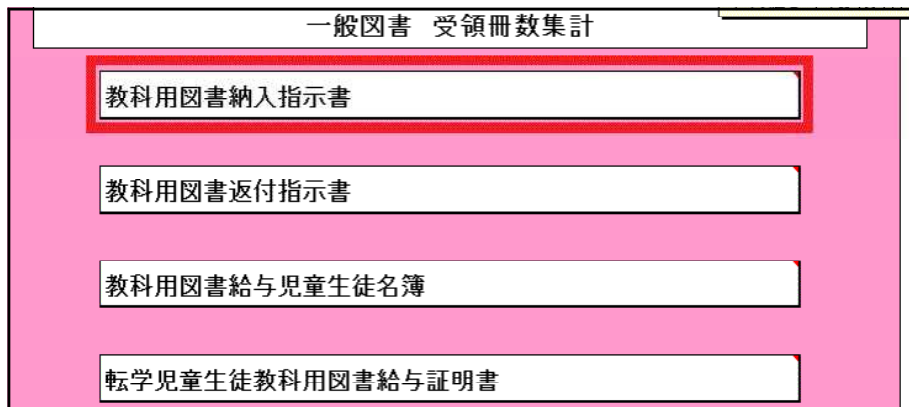 一般図書 受領冊数集計
教科用図書納入指示書
教科用図書返付指示書
教科用図書給与児童生徒名簿
転学児童生徒教科用図書給与証明書